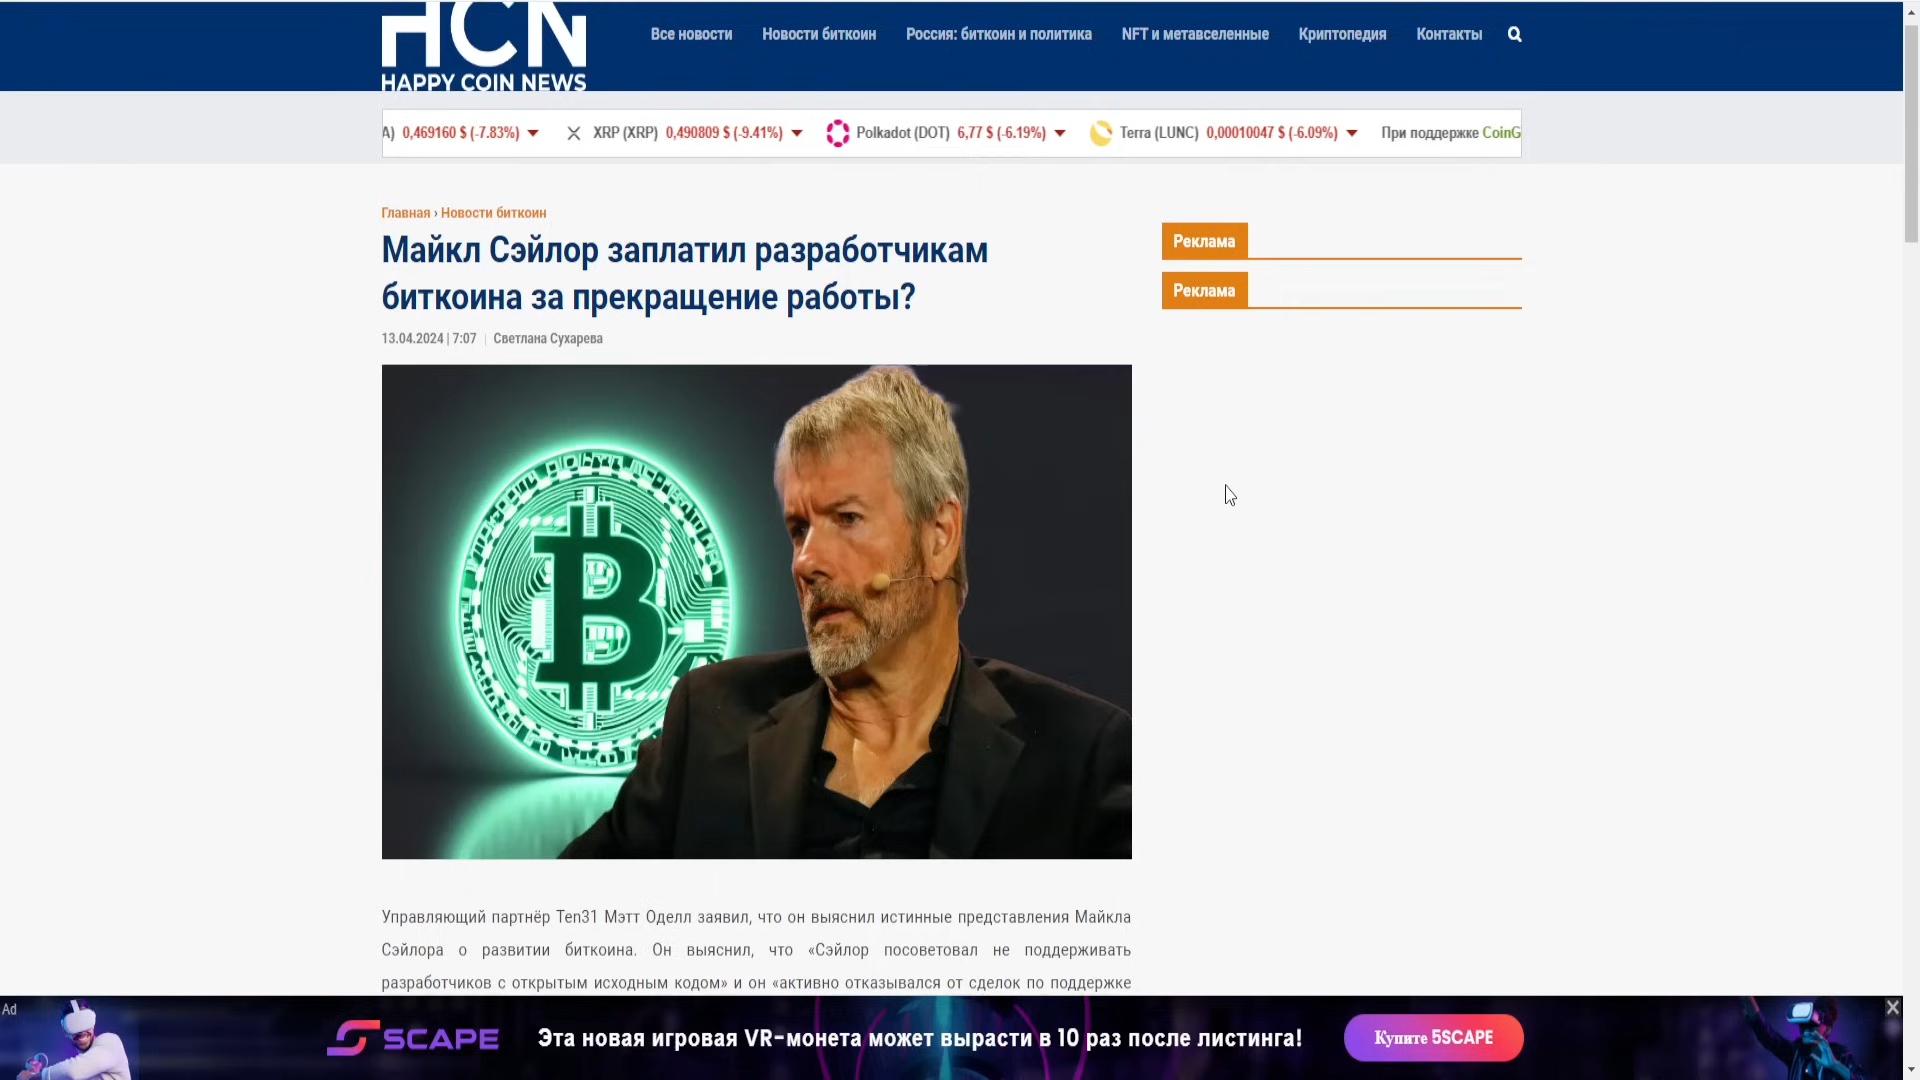 HCN
HAPPY COIN NEWS
Все новости
Новости биткоин
Россия: биткоин и политика
NFT и метавселенные
Криптопедия
Контакты
A) 0,469160 $ (-7.83%)
XRP (XRP) 0,490809 $ (-9.41%)
Polkadot (DOT) 6,77 $ (-6.19%)
Terra (LUNC) 0,00010047 $ (-6.09%)
При поддержке CoinG
Главная › Новости биткоин
Майкл Сэйлор заплатил разработчикам
биткоина за прекращение работы?
13.04.2024 | 7:07 | Светлана Сухарева
Реклама
Реклама
Управляющий партнёр Ten31 Мэтт Оделл заявил, что он выяснил истинные представления Майкла
Сэйлора о развитии биткоина. Он выяснил, что «Сэйлор посоветовал не поддерживать
разработчиков с открытым исходным кодом» и он «активно отказывался от сделок по поддержке
Ad
5SCAPE
Эта новая игровая VR-монета может вырасти в 10 раз после листинга!
Купите 5SCAPE